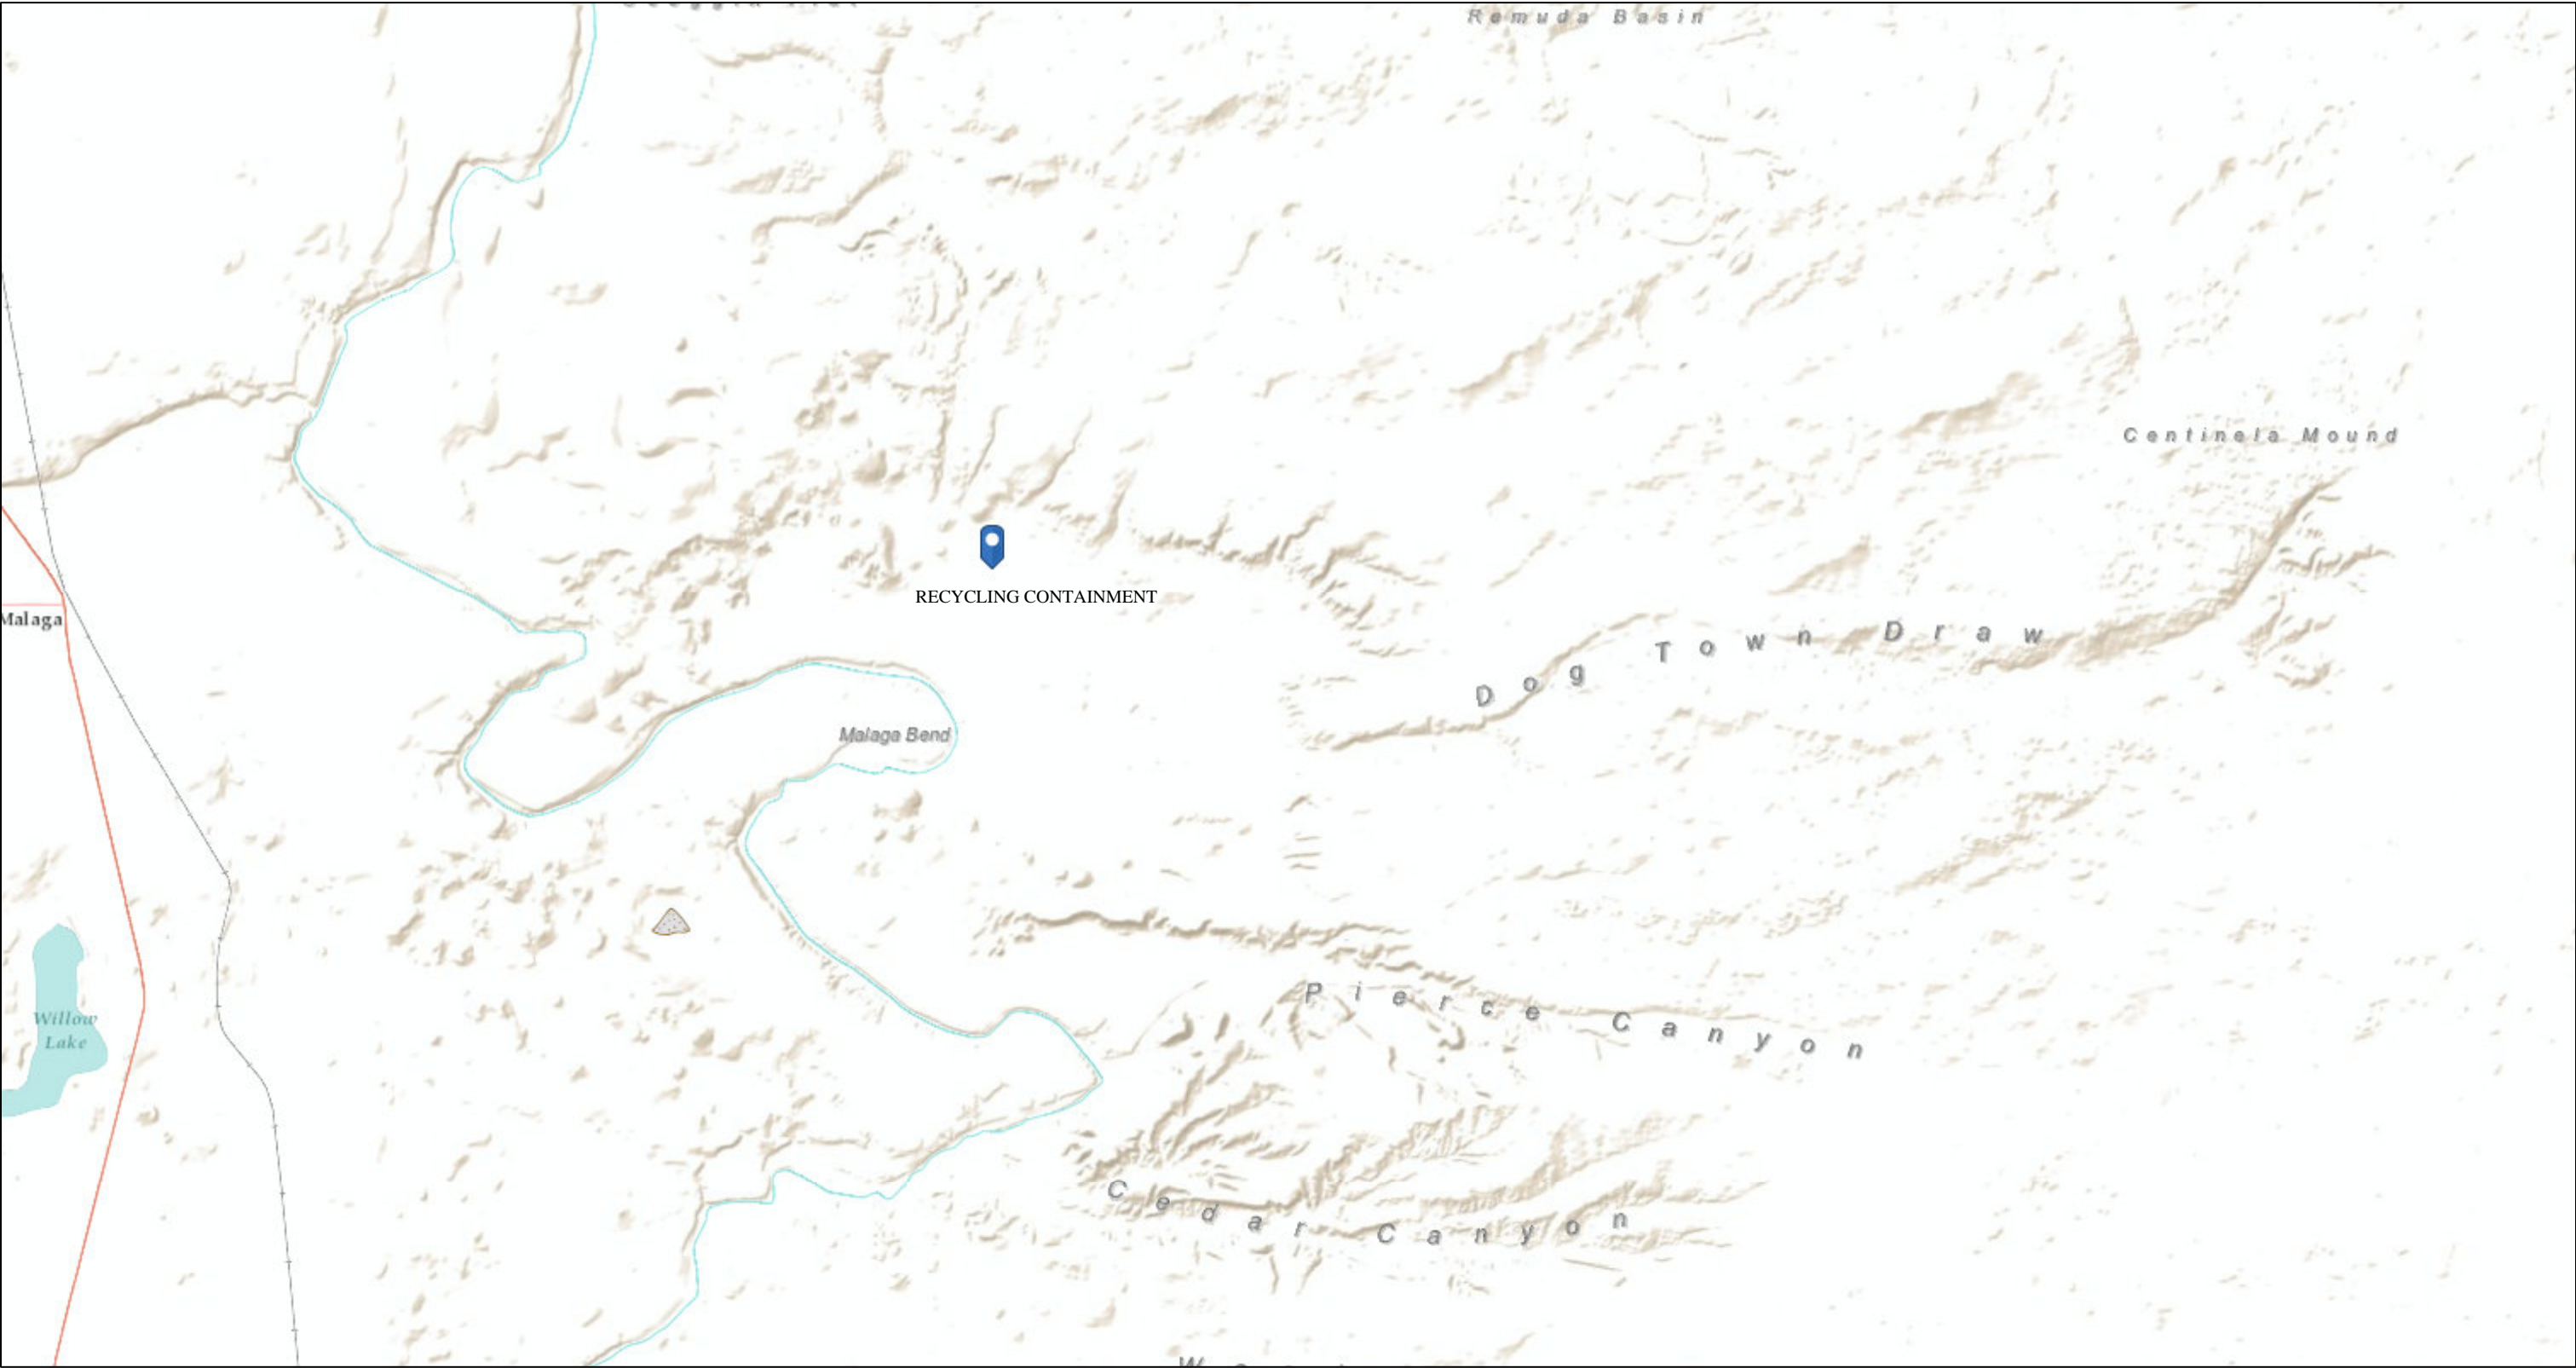 Remuda Basin
Centinela Mound
RECYCLING CONTAINMENT
Malaga
Dog Town Draw
Malaga Bend
Pierce Canyon
Willow
Lake
Cedar Canyon